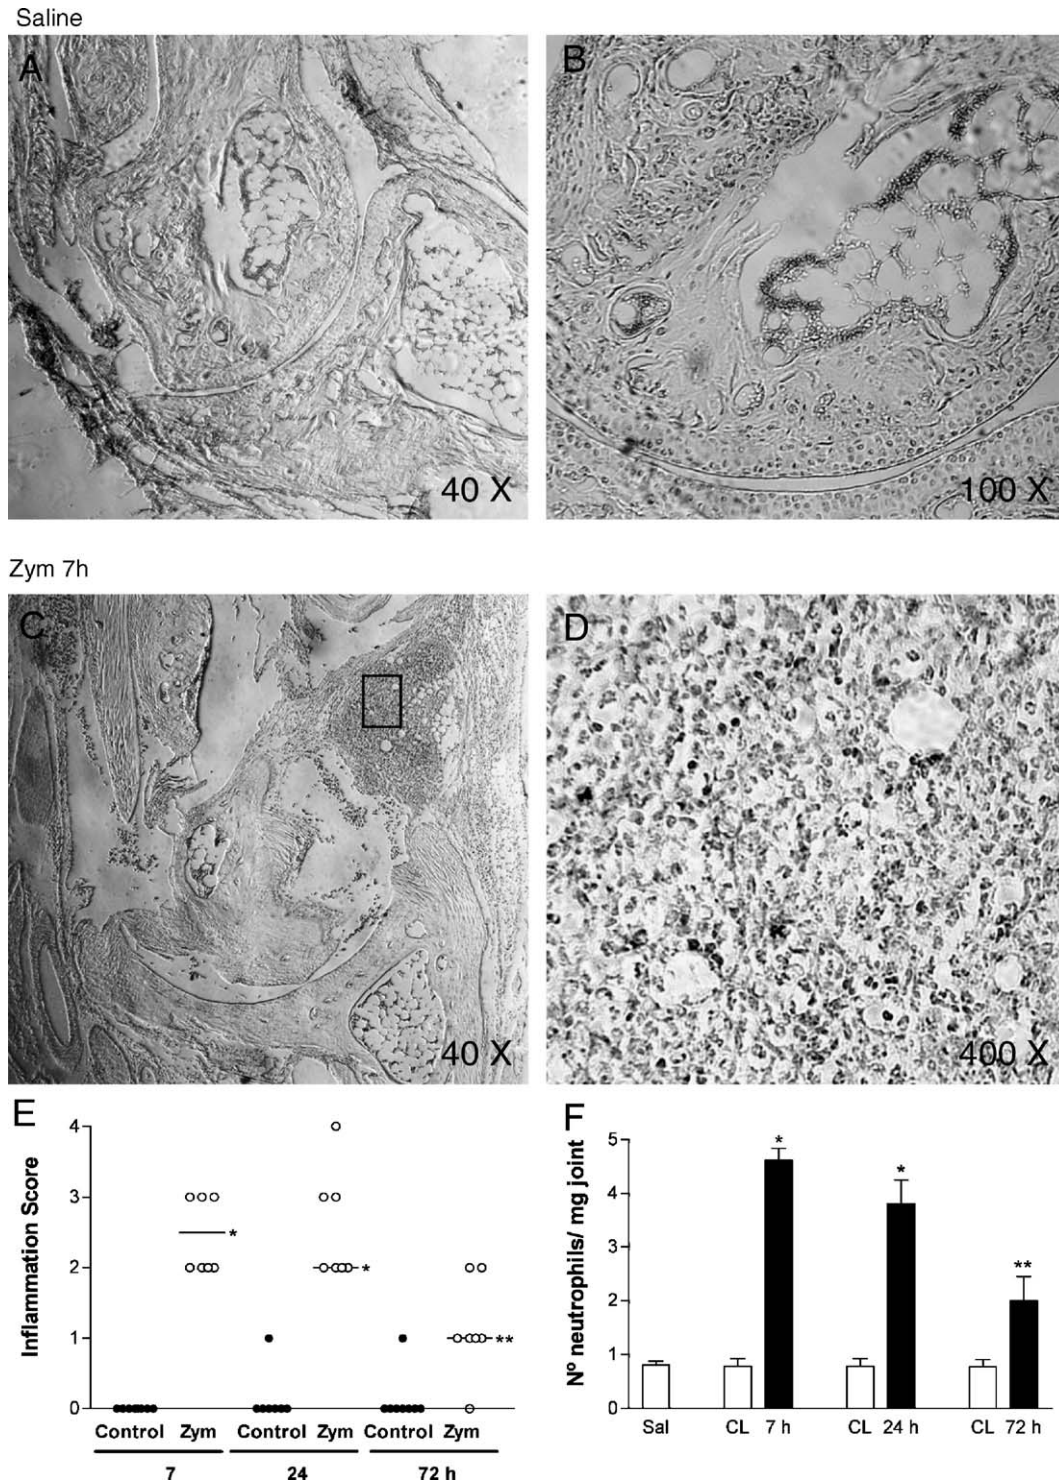 Saline
A
B
40 X
100 X
Zym 7h
C
D
40 X
400 X
E
Inflammation Score
4
3
2
1
0
*
*
**
Control Zym Control Zym Control Zym
7 24 72 h
F
Nº neutrophils/ mg joint
5
4
3
2
1
0
*
*
**
Sal CL 7 h CL 24 h CL 72 h